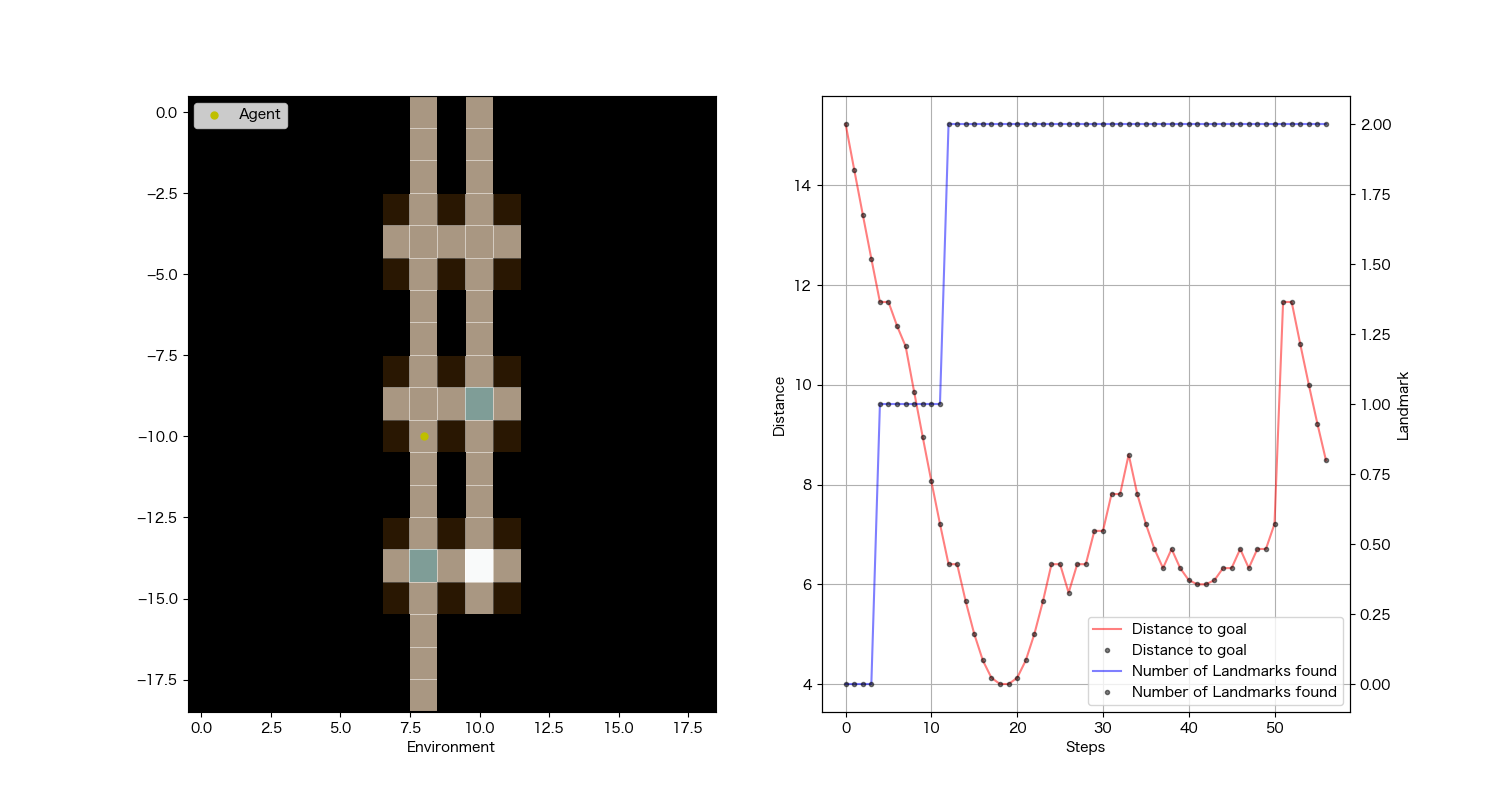 Agent
0.0
−2.5
−5.0
−7.5
−10.0
−12.5
−15.0
−17.5
0.0 2.5 5.0 7.5 10.0 12.5 15.0 17.5
Environment
Distance
14
12
10
8
6
4
0 10 20 30 40 50
Steps
2.00
1.75
1.50
1.25
1.00
0.75
0.50
0.25
0.00
Landmark
Distance to goal
Distance to goal
Number of Landmarks found
Number of Landmarks found